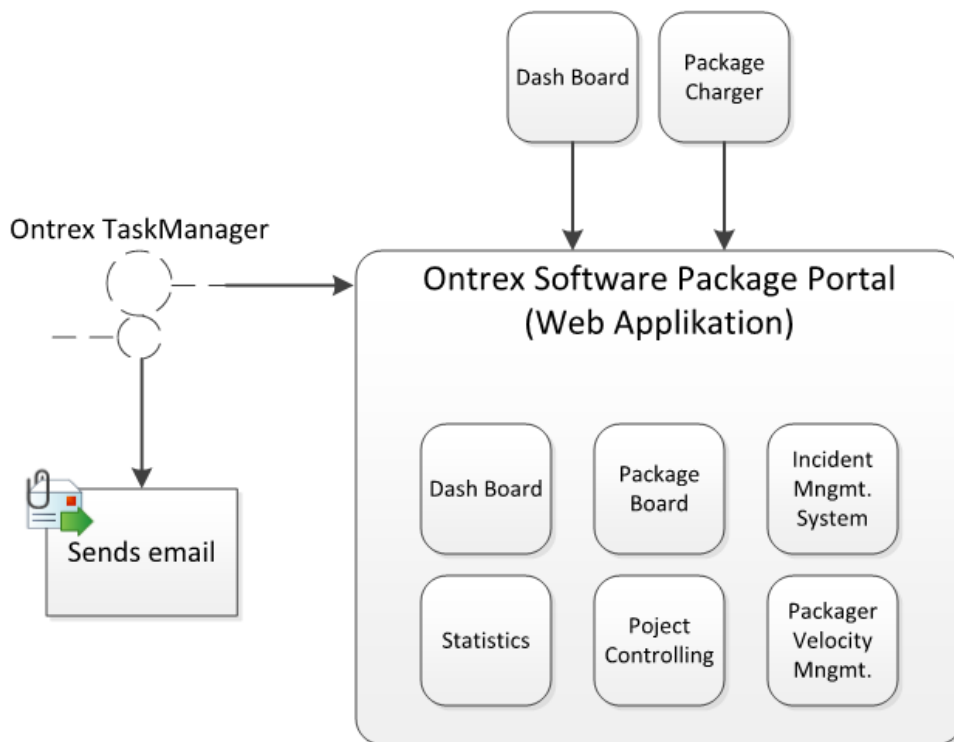 Dash Board
Package
Charger
Ontrex TaskManager
Ontrex Software Package Portal
(Web Applikation)
Dash Board
Package
Board
Incident
Mngmt.
System
Sends email
Statistics
Poject
Controlling
Packager
Velocity
Mngmt.